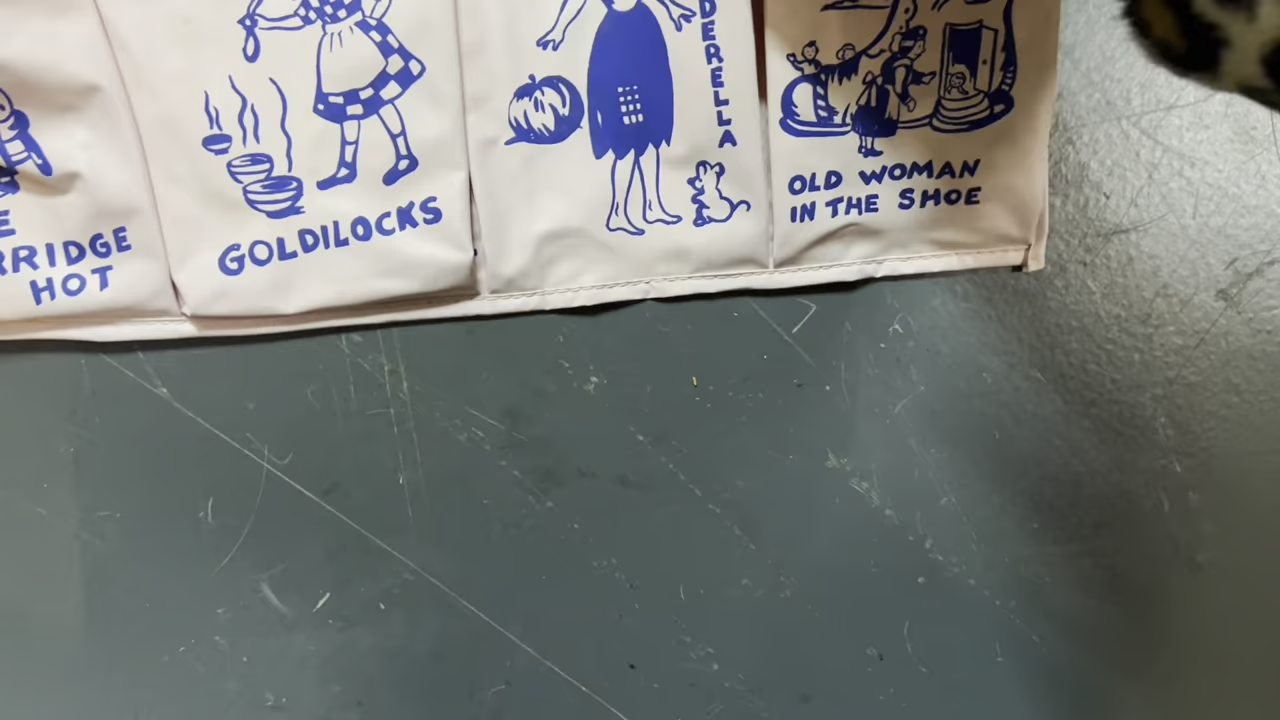 E
RRIDGE
HOT
GOLDILOCKS
DERELLA
OLD WOMAN
IN THE SHOE